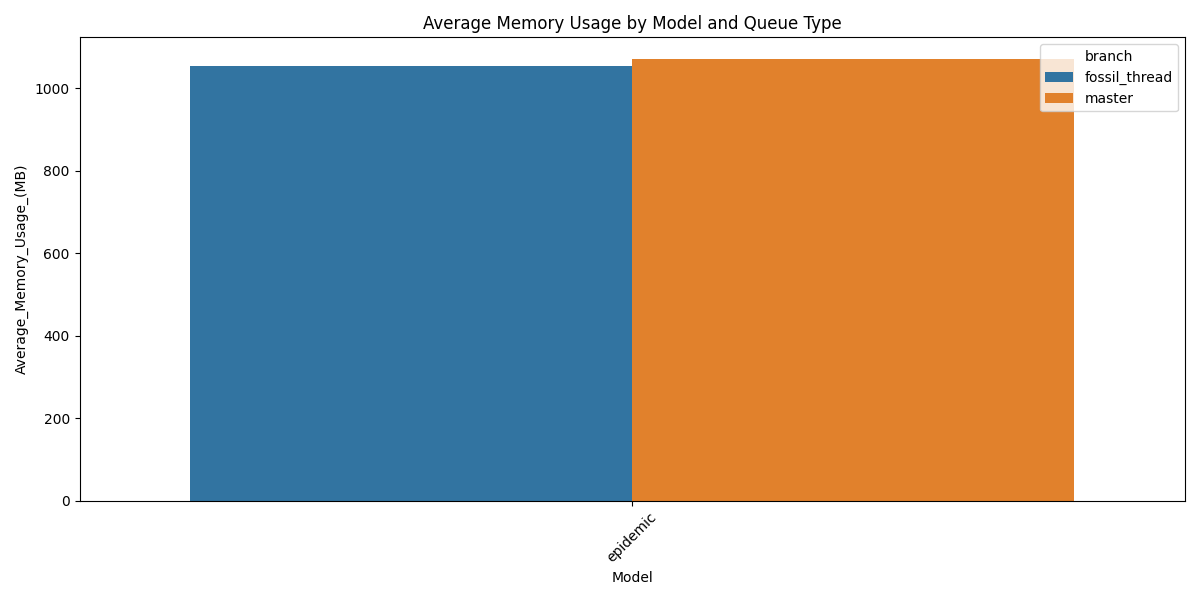 Average Memory Usage by Model and Queue Type
branch
fossil_thread
master
Average_Memory_Usage_(MB)
1000
800
600
400
200
0
epidemic
Model